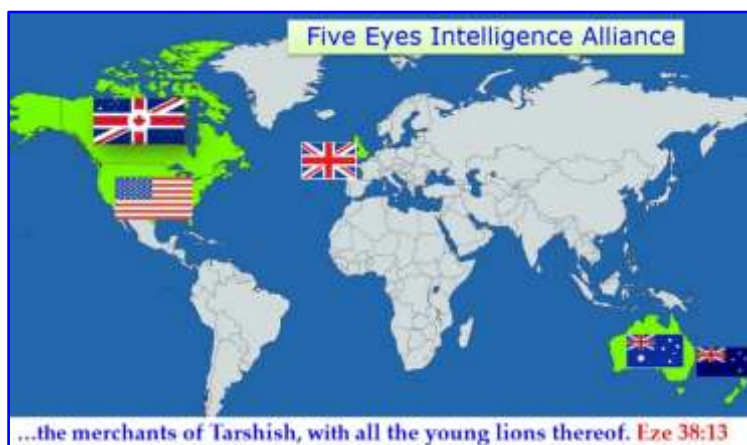 Five Eyes Intelligence Alliance
...the merchants of Tarshish, with all the young lions thereof. Eze 38:13